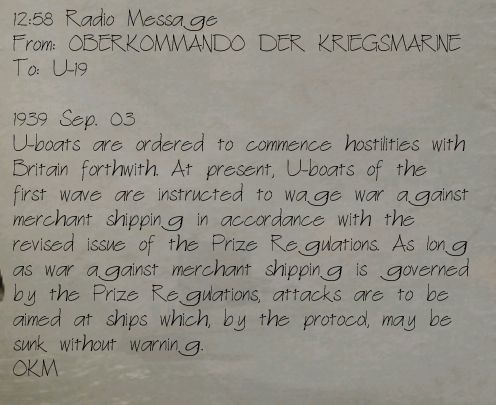 12:58 Radio Message
From: OBERKOMMANDO DER KRIEGSMARINE
To: U-19
1939 Sep. 03
U-boats are ordered to commence hostilities with
Britain forthwith. At present, U-boats of the
first wave are instructed to wage war against
merchant shipping in accordance with the
revised issue of the Prize Regulations. As long
as war against merchant shipping is governed
by the Prize Regulations, attacks are to be
aimed at ships which, by the protocol, may be
sunk without warning.
OKM